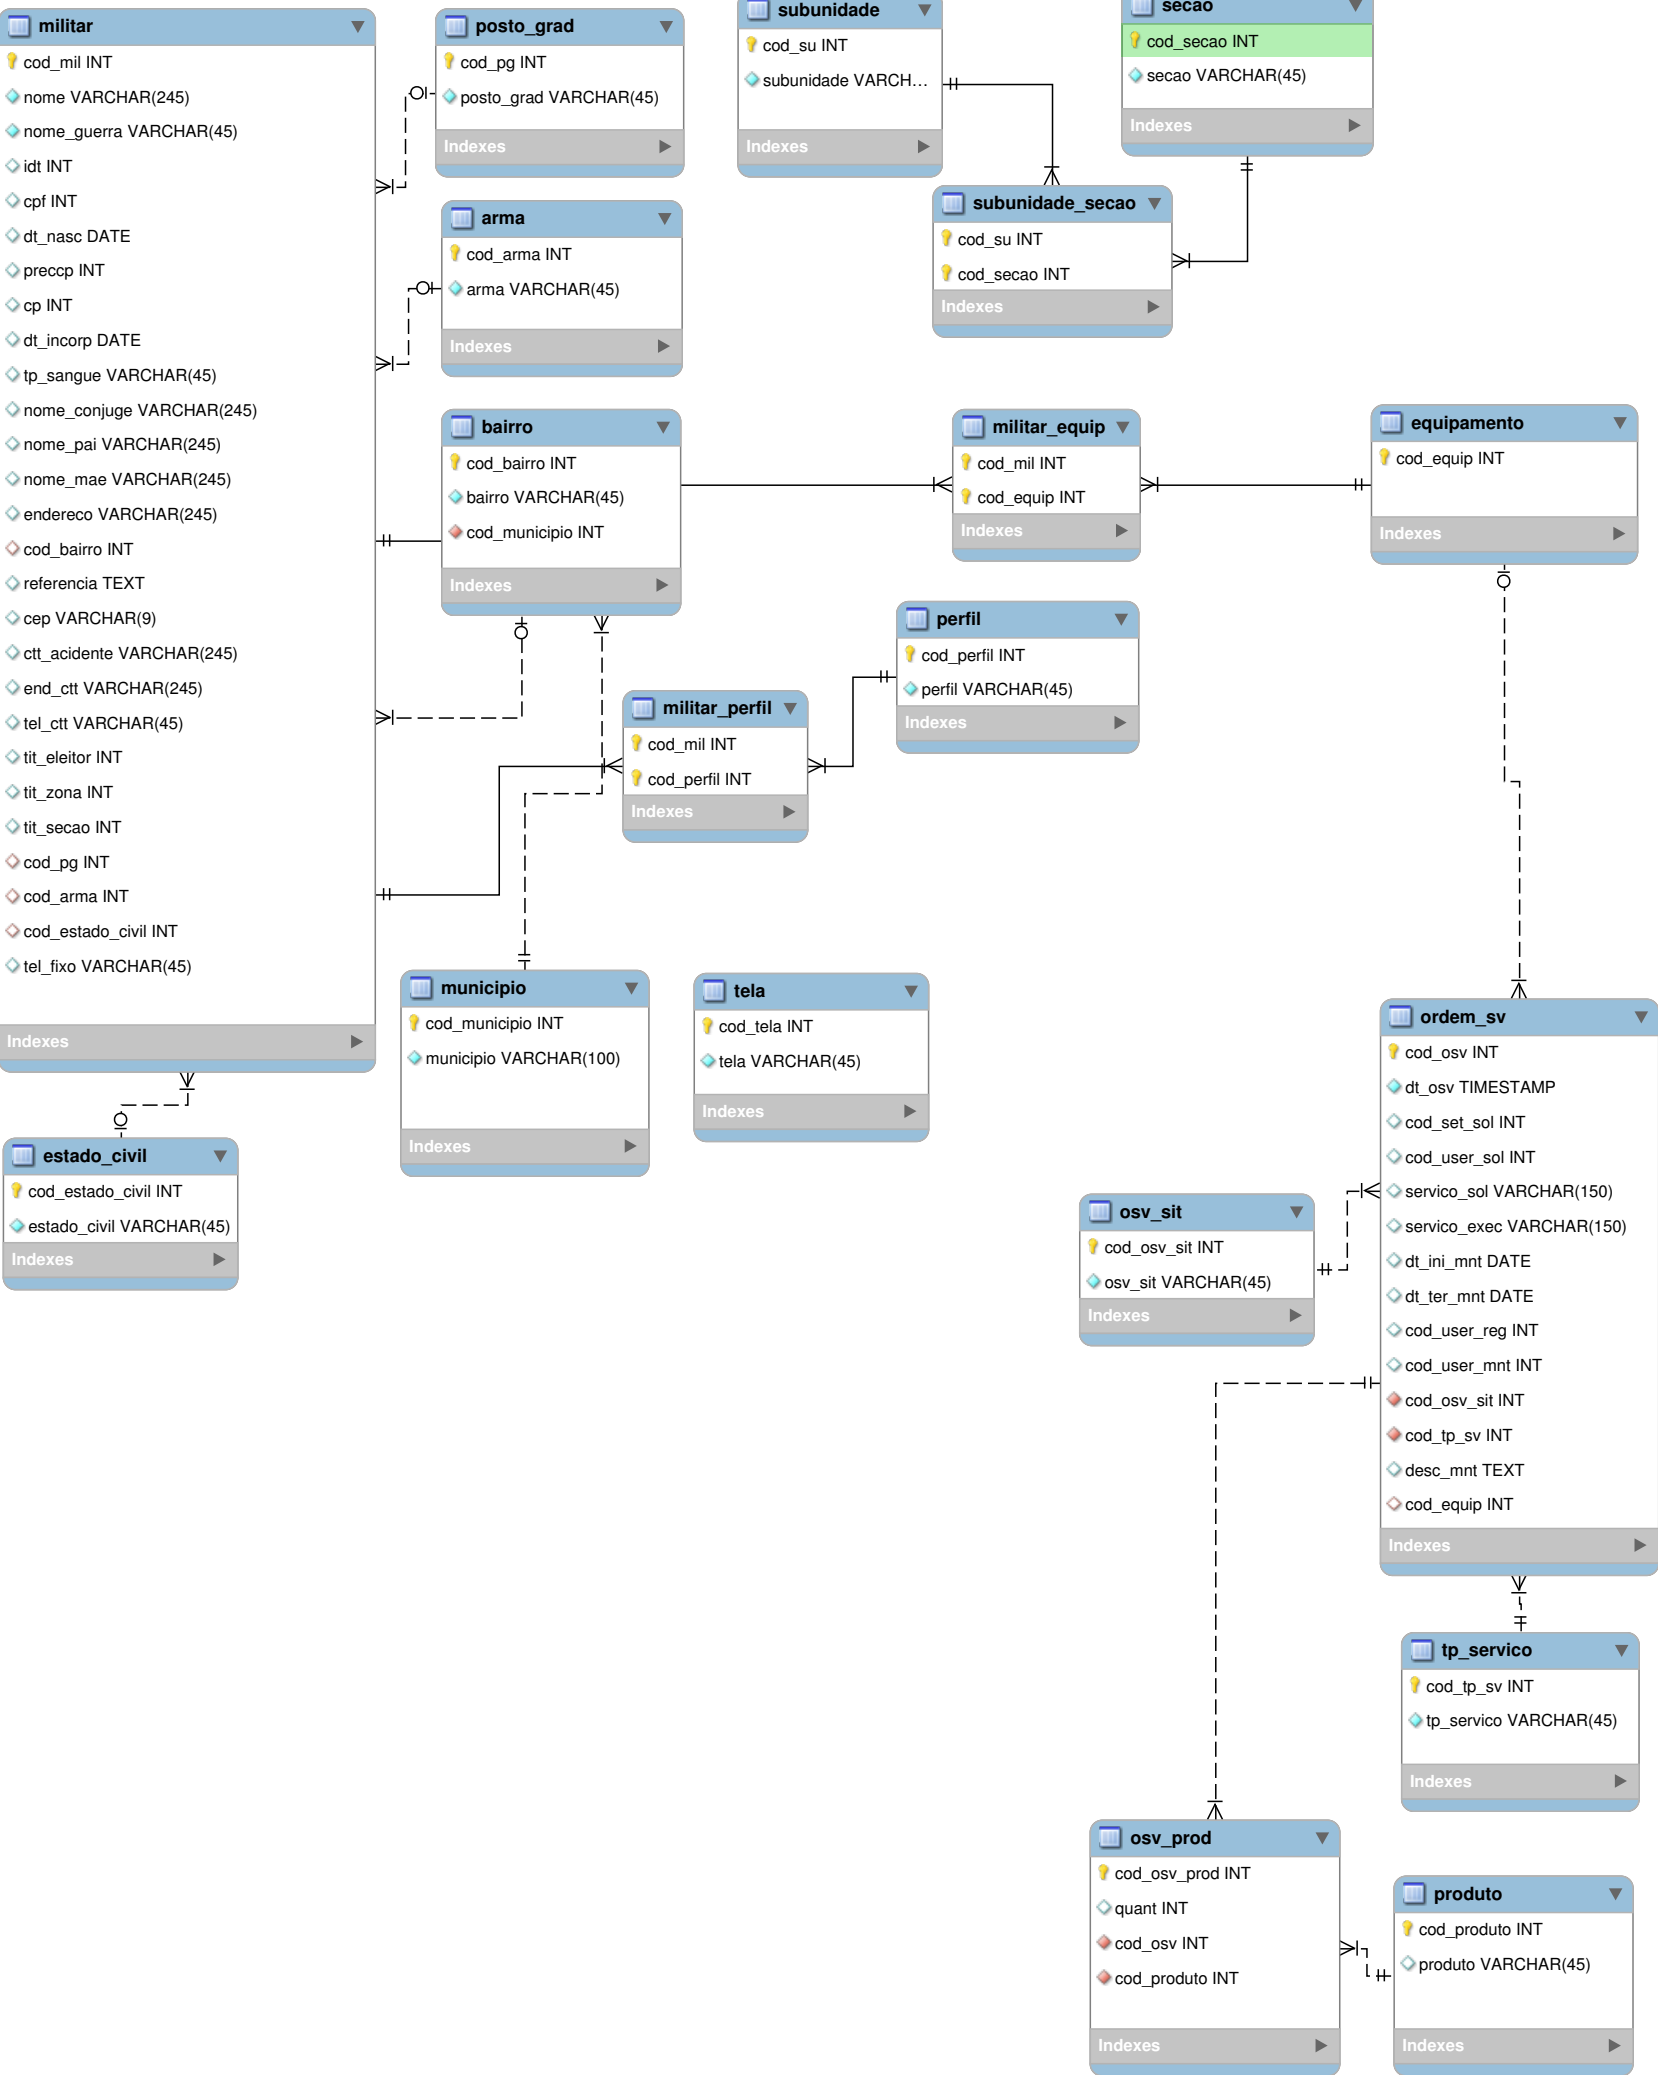 militar
cod_mil INT
nome VARCHAR(245)
nome_guerra VARCHAR(45)
idt INT
cpf INT
dt_nasc DATE
preccp INT
cp INT
dt_incorp DATE
tp_sangue VARCHAR(45)
nome_conjuge VARCHAR(245)
nome_pai VARCHAR(245)
nome_mae VARCHAR(245)
endereco VARCHAR(245)
cod_bairro INT
referencia TEXT
cep VARCHAR(9)
ctt_acidente VARCHAR(245)
end_ctt VARCHAR(245)
tel_ctt VARCHAR(45)
tit_eleitor INT
tit_zona INT
tit_secao INT
cod_pg INT
cod_arma INT
cod_estado_civil INT
tel_fixo VARCHAR(45)
Indexes
posto_grad
cod_pg INT
posto_grad VARCHAR(45)
Indexes
subunidade
cod_su INT
subunidade VARCH...
Indexes
secao
cod_secao INT
secao VARCHAR(45)
Indexes
arma
cod_arma INT
arma VARCHAR(45)
Indexes
subunidade_secao
cod_su INT
cod_secao INT
Indexes
bairro
cod_bairro INT
bairro VARCHAR(45)
cod_municipio INT
Indexes
militar_equip
cod_mil INT
cod_equip INT
Indexes
equipamento
cod_equip INT
Indexes
perfil
cod_perfil INT
perfil VARCHAR(45)
Indexes
militar_perfil
cod_mil INT
cod_perfil INT
Indexes
municipio
cod_municipio INT
municipio VARCHAR(100)
Indexes
tela
cod_tela INT
tela VARCHAR(45)
Indexes
estado_civil
cod_estado_civil INT
estado_civil VARCHAR(45)
Indexes
ordem_sv
cod_osv INT
dt_osv TIMESTAMP
cod_set_sol INT
cod_user_sol INT
servico_sol VARCHAR(150)
servico_exec VARCHAR(150)
dt_ini_mnt DATE
dt_ter_mnt DATE
cod_user_reg INT
cod_user_mnt INT
cod_osv_sit INT
cod_tp_sv INT
desc_mnt TEXT
cod_equip INT
Indexes
osv_sit
cod_osv_sit INT
osv_sit VARCHAR(45)
Indexes
tp_servico
cod_tp_sv INT
tp_servico VARCHAR(45)
Indexes
osv_prod
cod_osv_prod INT
quant INT
cod_osv INT
cod_produto INT
Indexes
produto
cod_produto INT
produto VARCHAR(45)
Indexes